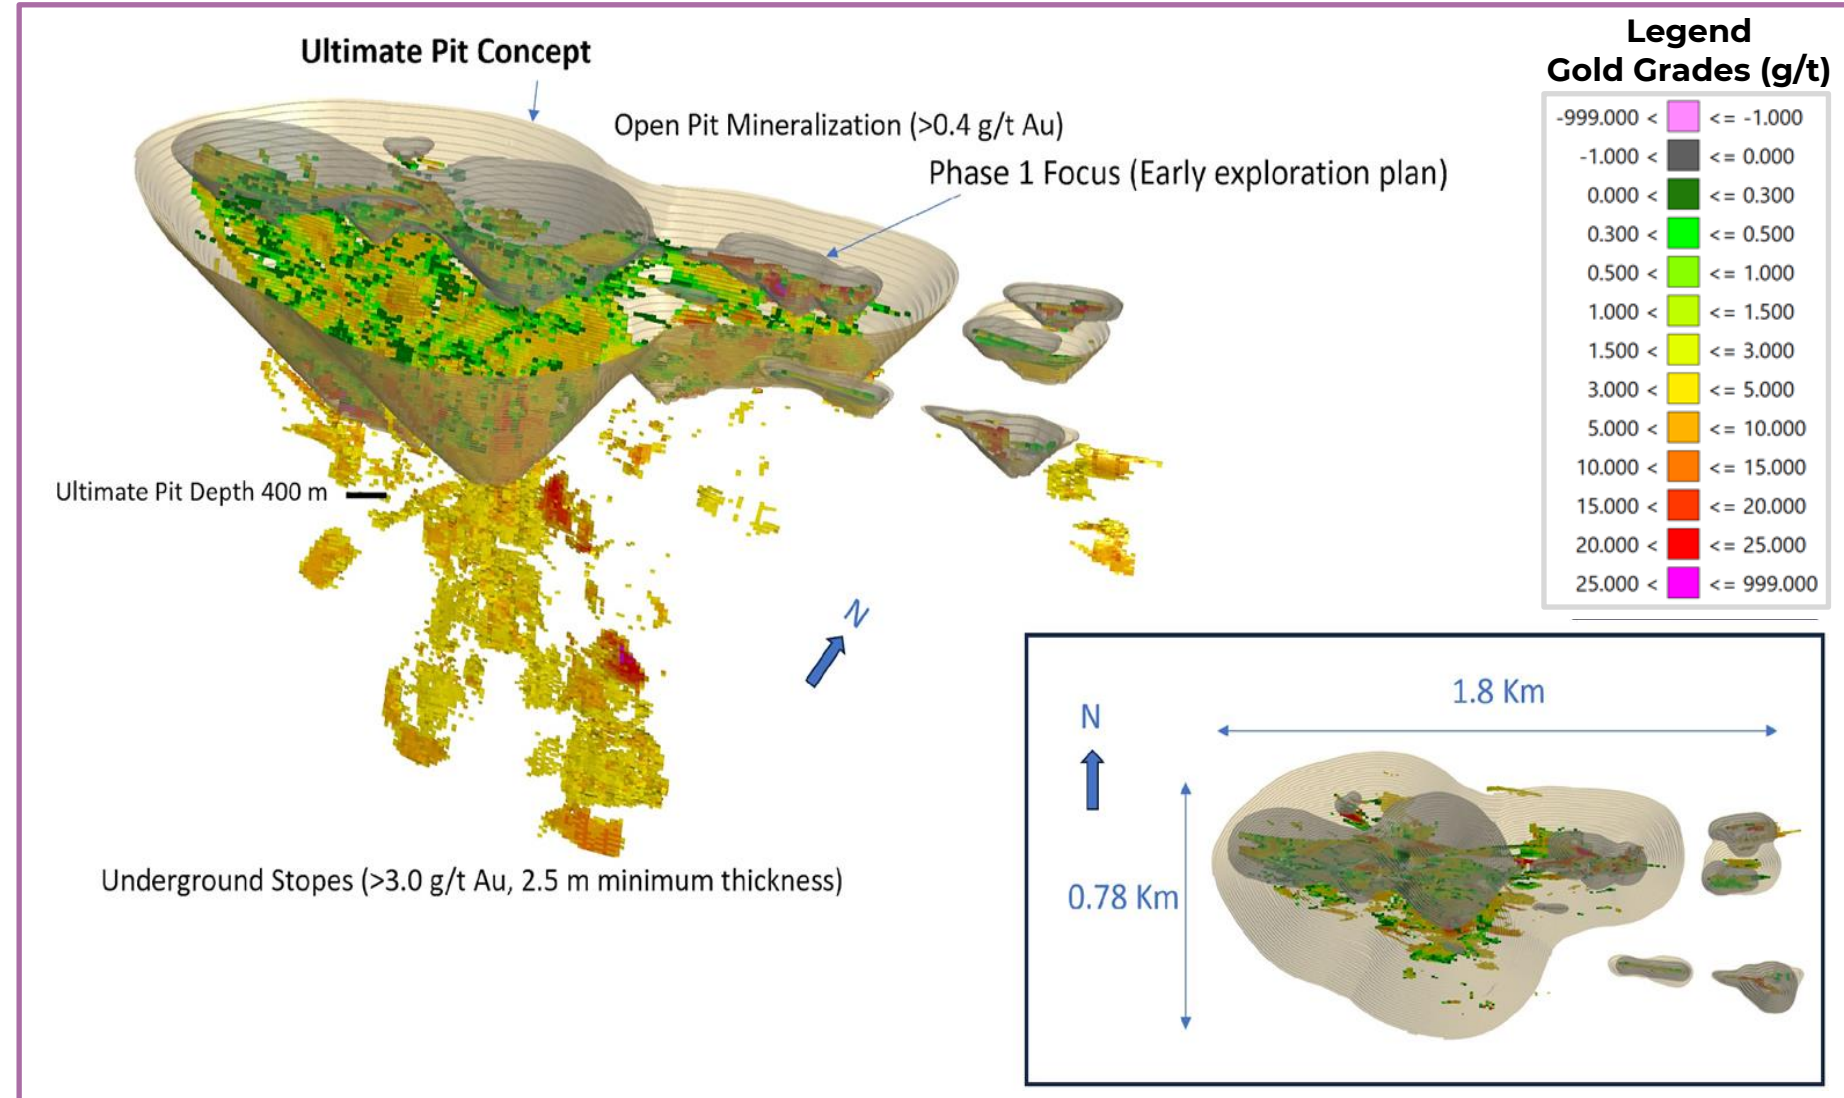 Ultimate Pit Concept
Open Pit Mineralization (>0.4 g/t Au)
Phase 1 Focus (Early exploration plan)
Ultimate Pit Depth 400 m
N
Underground Stopes (>3.0 g/t Au, 2.5 m minimum thickness)
Legend
Gold Grades (g/t)
-999.000 < <= -1.000
-1.000 < <= 0.000
0.000 < <= 0.300
0.300 < <= 0.500
0.500 < <= 1.000
1.000 < <= 1.500
1.500 < <= 3.000
3.000 < <= 5.000
5.000 < <= 10.000
10.000 < <= 15.000
15.000 < <= 20.000
20.000 < <= 25.000
25.000 < <= 999.000
1.8 Km
N
0.78 Km